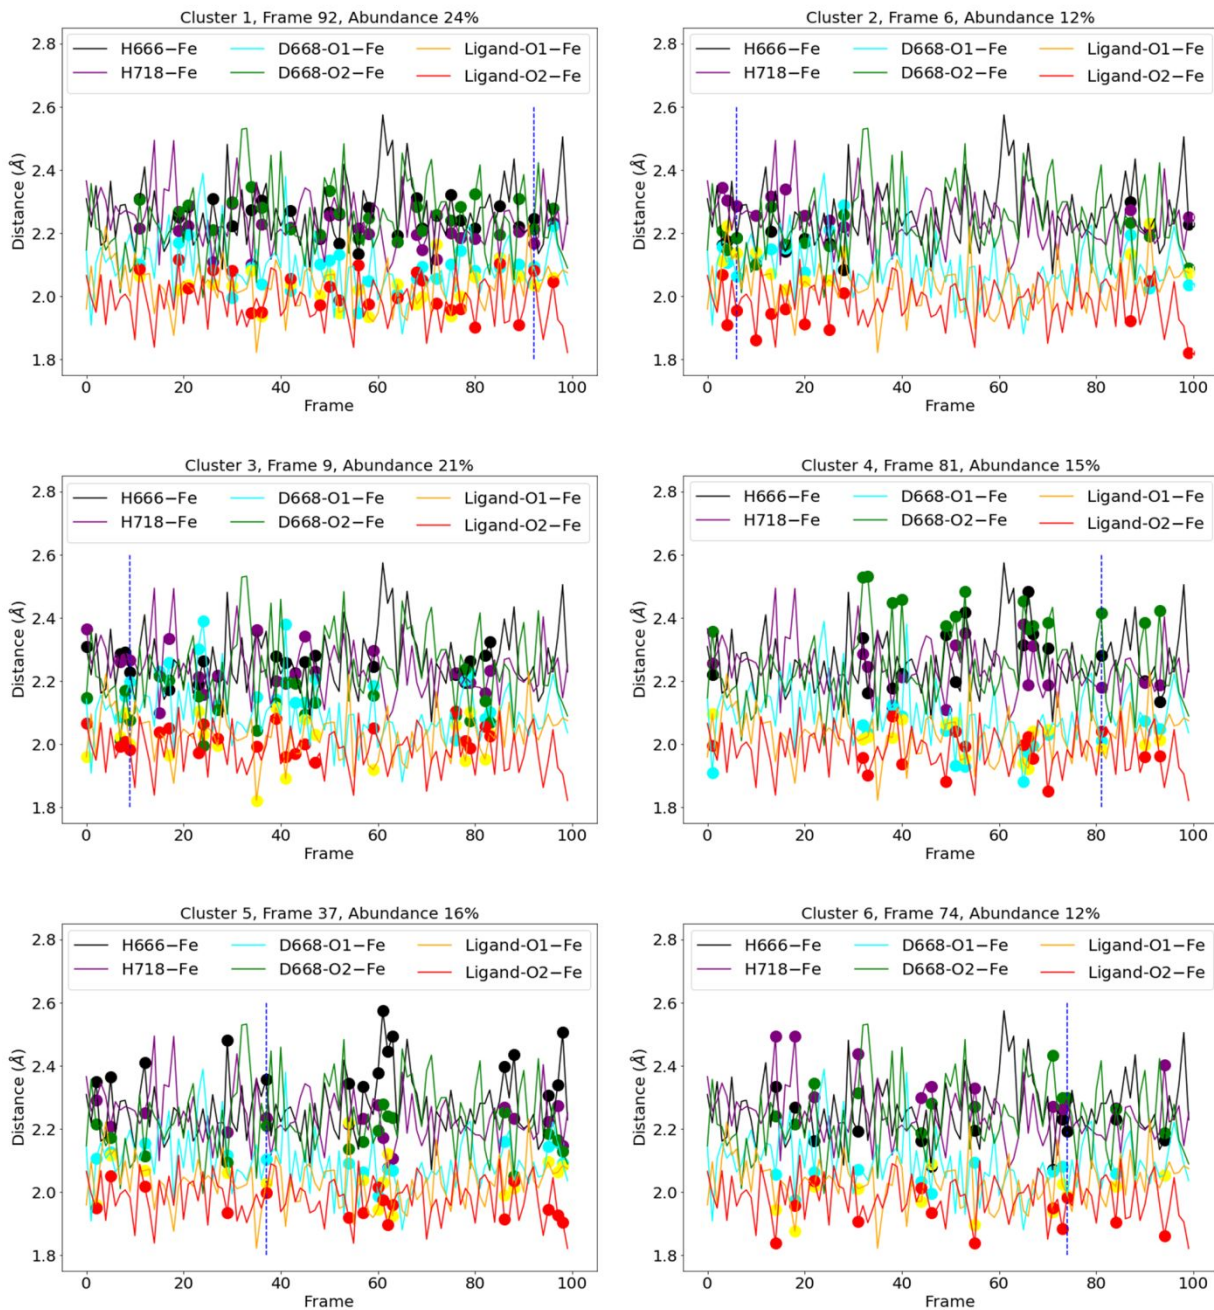 Cluster 1, Frame 92, Abundance 24%
2.8
H666−Fe D668-O1−Fe Ligand-O1−Fe
H718−Fe D668-O2−Fe Ligand-O2−Fe
2.6
2.4
2.2
2.0
1.8
Distance (Å)
0 20 40 60 80 100
Frame
Cluster 2, Frame 6, Abundance 12%
2.8
H666−Fe D668-O1−Fe Ligand-O1−Fe
H718−Fe D668-O2−Fe Ligand-O2−Fe
2.6
2.4
2.2
2.0
1.8
Distance (Å)
0 20 40 60 80 100
Frame
Cluster 3, Frame 9, Abundance 21%
2.8
H666−Fe D668-O1−Fe Ligand-O1−Fe
H718−Fe D668-O2−Fe Ligand-O2−Fe
2.6
2.4
2.2
2.0
1.8
Distance (Å)
0 20 40 60 80 100
Frame
Cluster 4, Frame 81, Abundance 15%
2.8
H666−Fe D668-O1−Fe Ligand-O1−Fe
H718−Fe D668-O2−Fe Ligand-O2−Fe
2.6
2.4
2.2
2.0
1.8
Distance (Å)
0 20 40 60 80 100
Frame
Cluster 5, Frame 37, Abundance 16%
2.8
H666−Fe D668-O1−Fe Ligand-O1−Fe
H718−Fe D668-O2−Fe Ligand-O2−Fe
2.6
2.4
2.2
2.0
1.8
Distance (Å)
0 20 40 60 80 100
Frame
Cluster 6, Frame 74, Abundance 12%
2.8
H666−Fe D668-O1−Fe Ligand-O1−Fe
H718−Fe D668-O2−Fe Ligand-O2−Fe
2.6
2.4
2.2
2.0
1.8
Distance (Å)
0 20 40 60 80 100
Frame